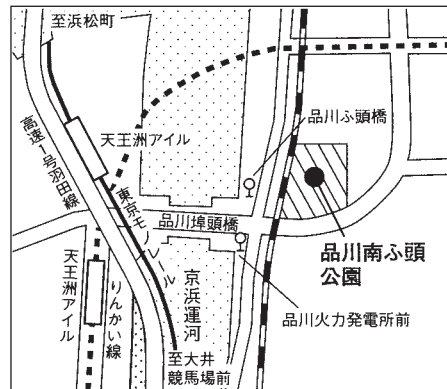 至浜松町
高速1号羽田線
天王洲アイル
東京モノレール
品川ふ頭橋
品川埠頭橋
品川南ふ頭
公園
天王洲アイル
りんかい線
京浜運河
品川火力発電所前
至大井
競馬場前